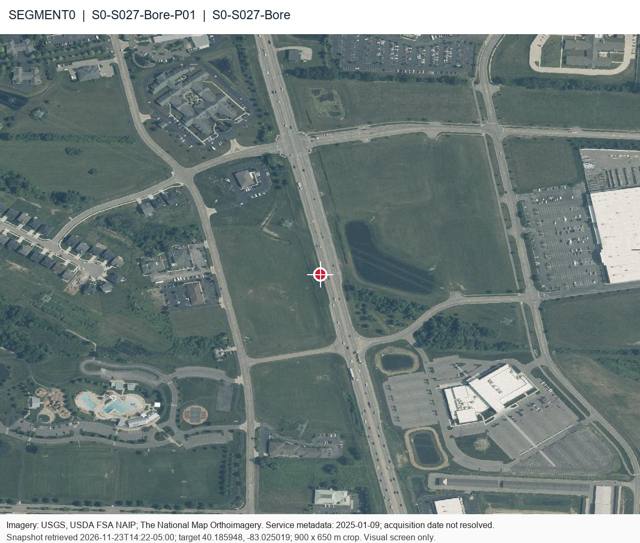 SEGMENT0 | S0-S027-Bore-P01 | S0-S027-Bore
Imagery: USGS, USDA FSA NAIP; The National Map Orthoimagery. Service metadata: 2025-01-09; acquisition date not resolved.
Snapshot retrieved 2026-11-23T14:22-05:00; target 40.185948, -83.025019; 900 x 650 m crop. Visual screen only.